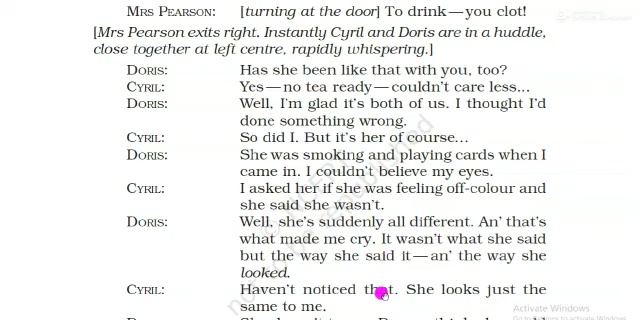 MRS PEARSON: [turning at the door] To drink—you clot!
[Mrs Pearson exits right. Instantly Cyril and Doris are in a huddle,
close together at left centre, rapidly whispering.]
DORIS: Has she been like that with you, too?
CYRIL: Yes—no tea ready—couldn't care less...
DORIS: Well, I'm glad it's both of us. I thought I'd
done something wrong.
CYRIL: So did I. But it's her of course...
DORIS: She was smoking and playing cards when I
came in. I couldn't believe my eyes.
CYRIL: I asked her if she was feeling off-colour and
she said she wasn't.
DORIS: Well, she's suddenly all different. An' that's
what made me cry. It wasn't what she said
but the way she said it—an' the way she
looked.
CYRIL: Haven't noticed that. She looks just the
same to me.
not to be republished
Activate Windows